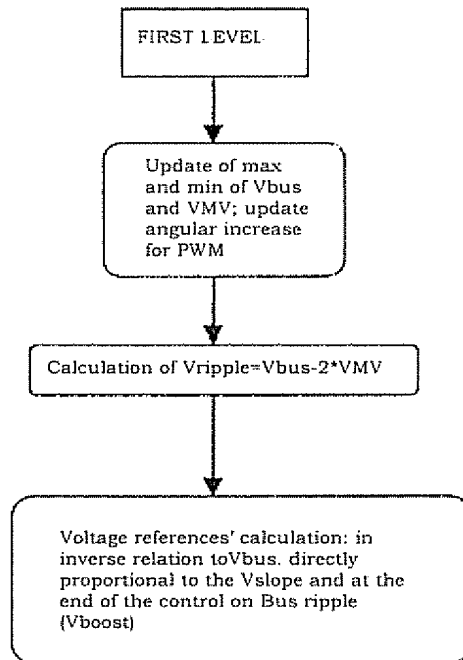 FIRST LEVEL
Update of max
and min of Vbus
and VMV; update
angular increase
for PWM
Calculation of Vripple=Vbus-2*VMV
Voltage references' calculation: in
inverse relation toVbus. directly
proportional to the Vslope and at the
end of the control on Bus ripple
(Vboost)